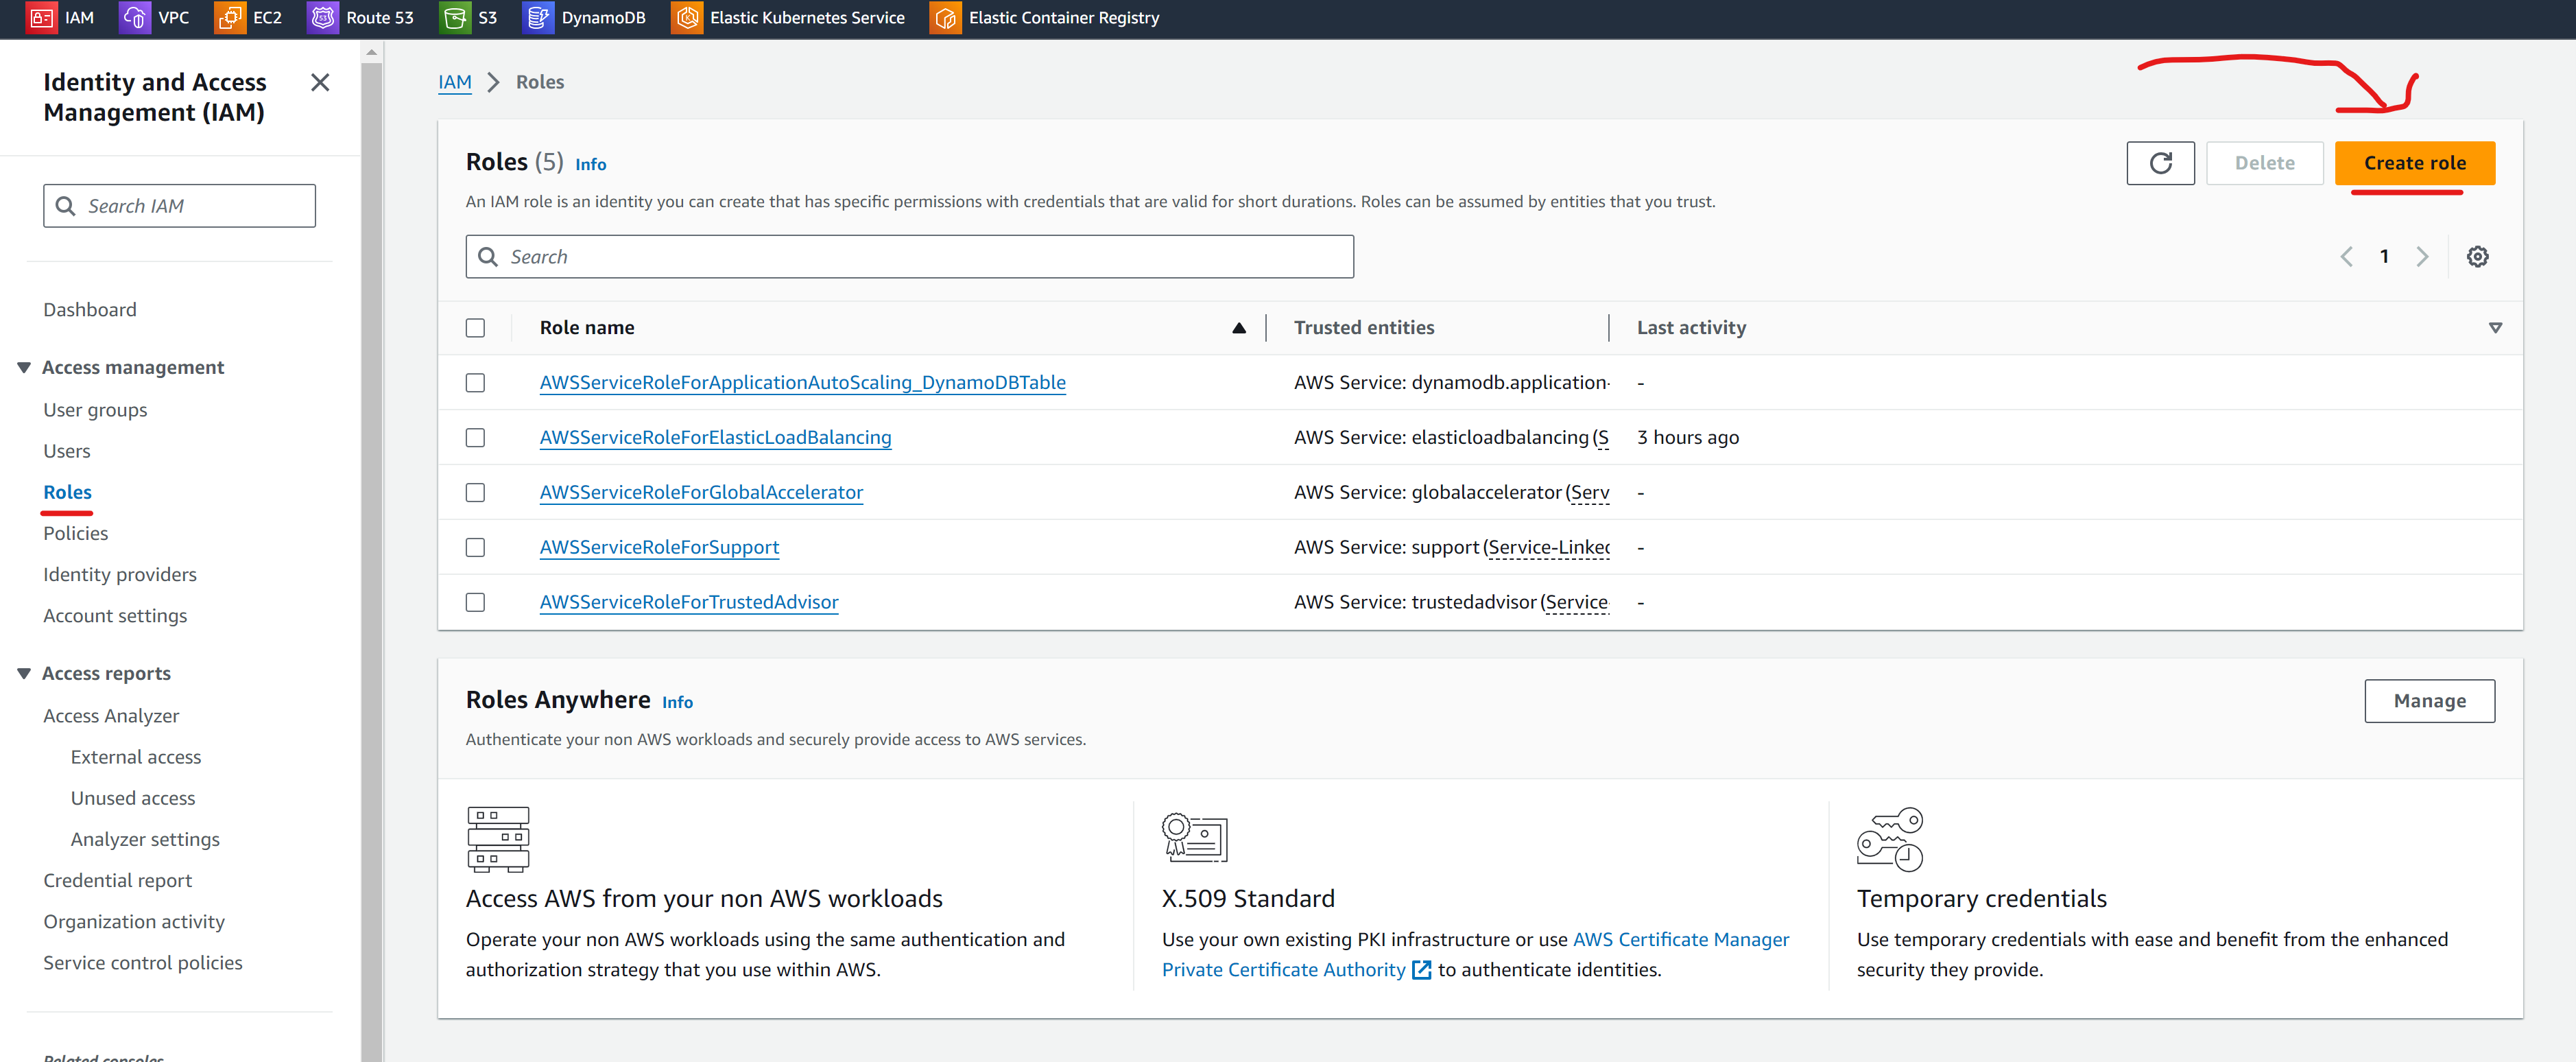 IAM VPC EC2 Route 53 S3 DynamoDB Elastic Kubernetes Service Elastic Container Registry
Identity and Access
Management (IAM)
Search IAM
Dashboard
Access management
User groups
Users
Roles
Policies
Identity providers
Account settings
Access reports
Access Analyzer
External access
Unused access
Analyzer settings
Credential report
Organization activity
Service control policies
Related consoles
IAM Roles
Roles (5) Info
Delete
Create role
An IAM role is an identity you can create that has specific permissions with credentials that are valid for short durations. Roles can be assumed by entities that you trust.
Search
1
Role name Trusted entities Last activity
AWSServiceRoleForApplicationAutoScaling_DynamoDBTable AWS Service: dynamodb.application- -
AWSServiceRoleForElasticLoadBalancing AWS Service: elasticloadbalancing (S 3 hours ago
AWSServiceRoleForGlobalAccelerator AWS Service: globalaccelerator (Serv -
AWSServiceRoleForSupport AWS Service: support (Service-Linked -
AWSServiceRoleForTrustedAdvisor AWS Service: trustedadvisor (Service -
Roles Anywhere Info
Manage
Authenticate your non AWS workloads and securely provide access to AWS services.
Access AWS from your non AWS workloads
Operate your non AWS workloads using the same authentication and
authorization strategy that you use within AWS.
X.509 Standard
Use your own existing PKI infrastructure or use AWS Certificate Manager
Private Certificate Authority to authenticate identities.
Temporary credentials
Use temporary credentials with ease and benefit from the enhanced
security they provide.